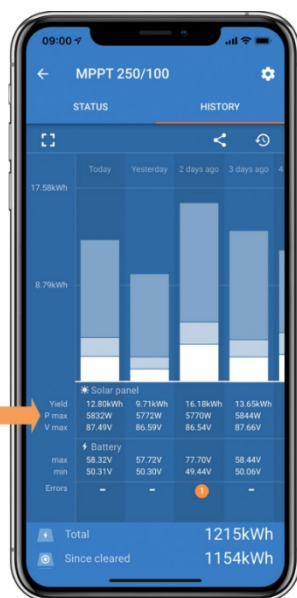 09:00
MPPT 250/100
STATUS HISTORY
Today Yesterday 2 days ago 3 days ago 4
17.58kWh
8.79kWh
Solar panel
Yield 12.80kWh 9.71kWh 16.18kWh 13.65kWh
P max 5832W 5772W 5770W 5844W
V max 87.49V 86.59V 86.54V 87.66V
Battery
max 58.32V 57.72V 77.70V 58.44V
min 50.31V 50.30V 49.44V 50.06V
Errors - - 1 -
Total 1215kWh
Since cleared 1154kWh